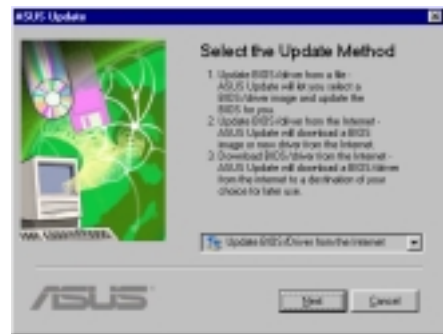 ASUS Update
Select the Update Method
1. Update BIOS/driver from a file -
ASUS Update will let you select a
BIOS/driver image and update the
BIOS for you.
2. Update BIOS/driver from the Internet -
ASUS Update will download a BIOS
image or new driver from the Internet.
3. Download BIOS/driver from the Internet -
ASUS Update will download a BIOS/driver
from the internet to a destination of your
choice for later use.
Update BIOS/Driver from the Internet
ASUS
Next
Cancel